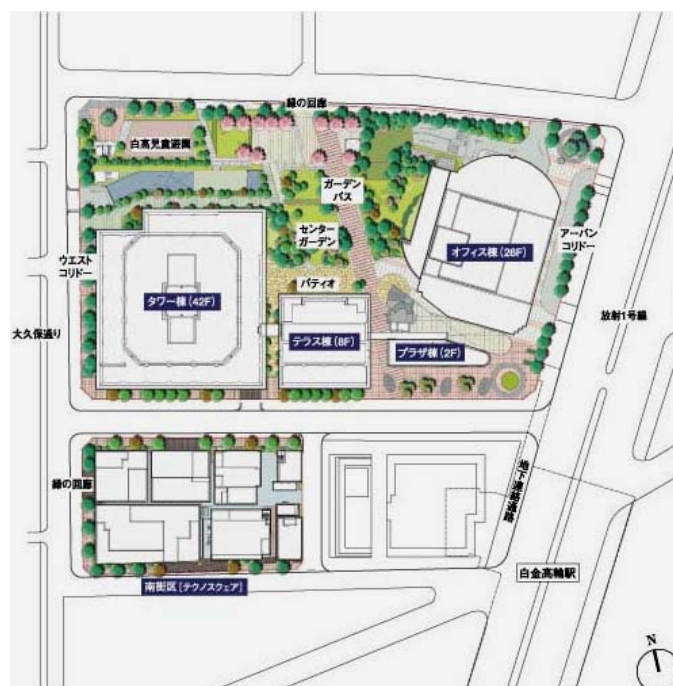 緑の回廊
白高児童遊園
ガーデン
パス
センター
ガーデン
アーバン
コリドー
オフィス棟（26F）
ウエスト
コリドー
パティオ
タワー棟（42F）
放射1号線
大久保通り
テラス棟（8F）
プラザ棟（2F）
緑の回廊
地下連絡通路
白金高輪駅
南街区［テクノスクェア］
N